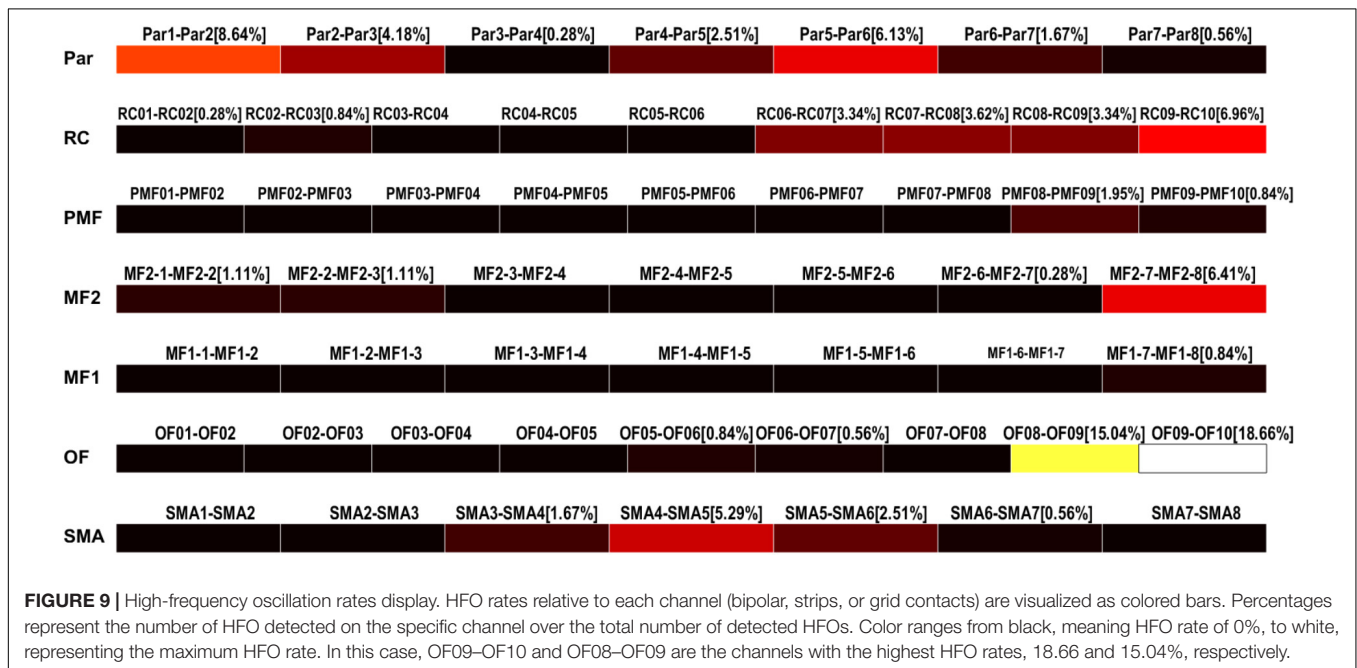 Par1-Par2[8.64%] Par2-Par3[4.18%] Par3-Par4[0.28%] Par4-Par5[2.51%] Par5-Par6[6.13%] Par6-Par7[1.67%] Par7-Par8[0.56%]
Par
RC01-RC02[0.28%] RC02-RC03[0.84%] RC03-RC04 RC04-RC05 RC05-RC06 RC06-RC07[3.34%] RC07-RC08[3.62%] RC08-RC09[3.34%] RC09-RC10[6.96%]
RC
PMF01-PMF02 PMF02-PMF03 PMF03-PMF04 PMF04-PMF05 PMF05-PMF06 PMF06-PMF07 PMF07-PMF08 PMF08-PMF09[1.95%] PMF09-PMF10[0.84%]
PMF
MF2-1-MF2-2[1.11%] MF2-2-MF2-3[1.11%] MF2-3-MF2-4 MF2-4-MF2-5 MF2-5-MF2-6 MF2-6-MF2-7[0.28%] MF2-7-MF2-8[6.41%]
MF2
MF1-1-MF1-2 MF1-2-MF1-3 MF1-3-MF1-4 MF1-4-MF1-5 MF1-5-MF1-6 MF1-6-MF1-7 MF1-7-MF1-8[0.84%]
MF1
OF01-OF02 OF02-OF03 OF03-OF04 OF04-OF05 OF05-OF06[0.84%] OF06-OF07[0.56%] OF07-OF08 OF08-OF09[15.04%] OF09-OF10[18.66%]
OF
SMA1-SMA2 SMA2-SMA3 SMA3-SMA4[1.67%] SMA4-SMA5[5.29%] SMA5-SMA6[2.51%] SMA6-SMA7[0.56%] SMA7-SMA8
SMA
FIGURE 9 | High-frequency oscillation rates display. HFO rates relative to each channel (bipolar, strips, or grid contacts) are visualized as colored bars. Percentages
represent the number of HFO detected on the specific channel over the total number of detected HFOs. Color ranges from black, meaning HFO rate of 0%, to white,
representing the maximum HFO rate. In this case, OF09–OF10 and OF08–OF09 are the channels with the highest HFO rates, 18.66 and 15.04%, respectively.